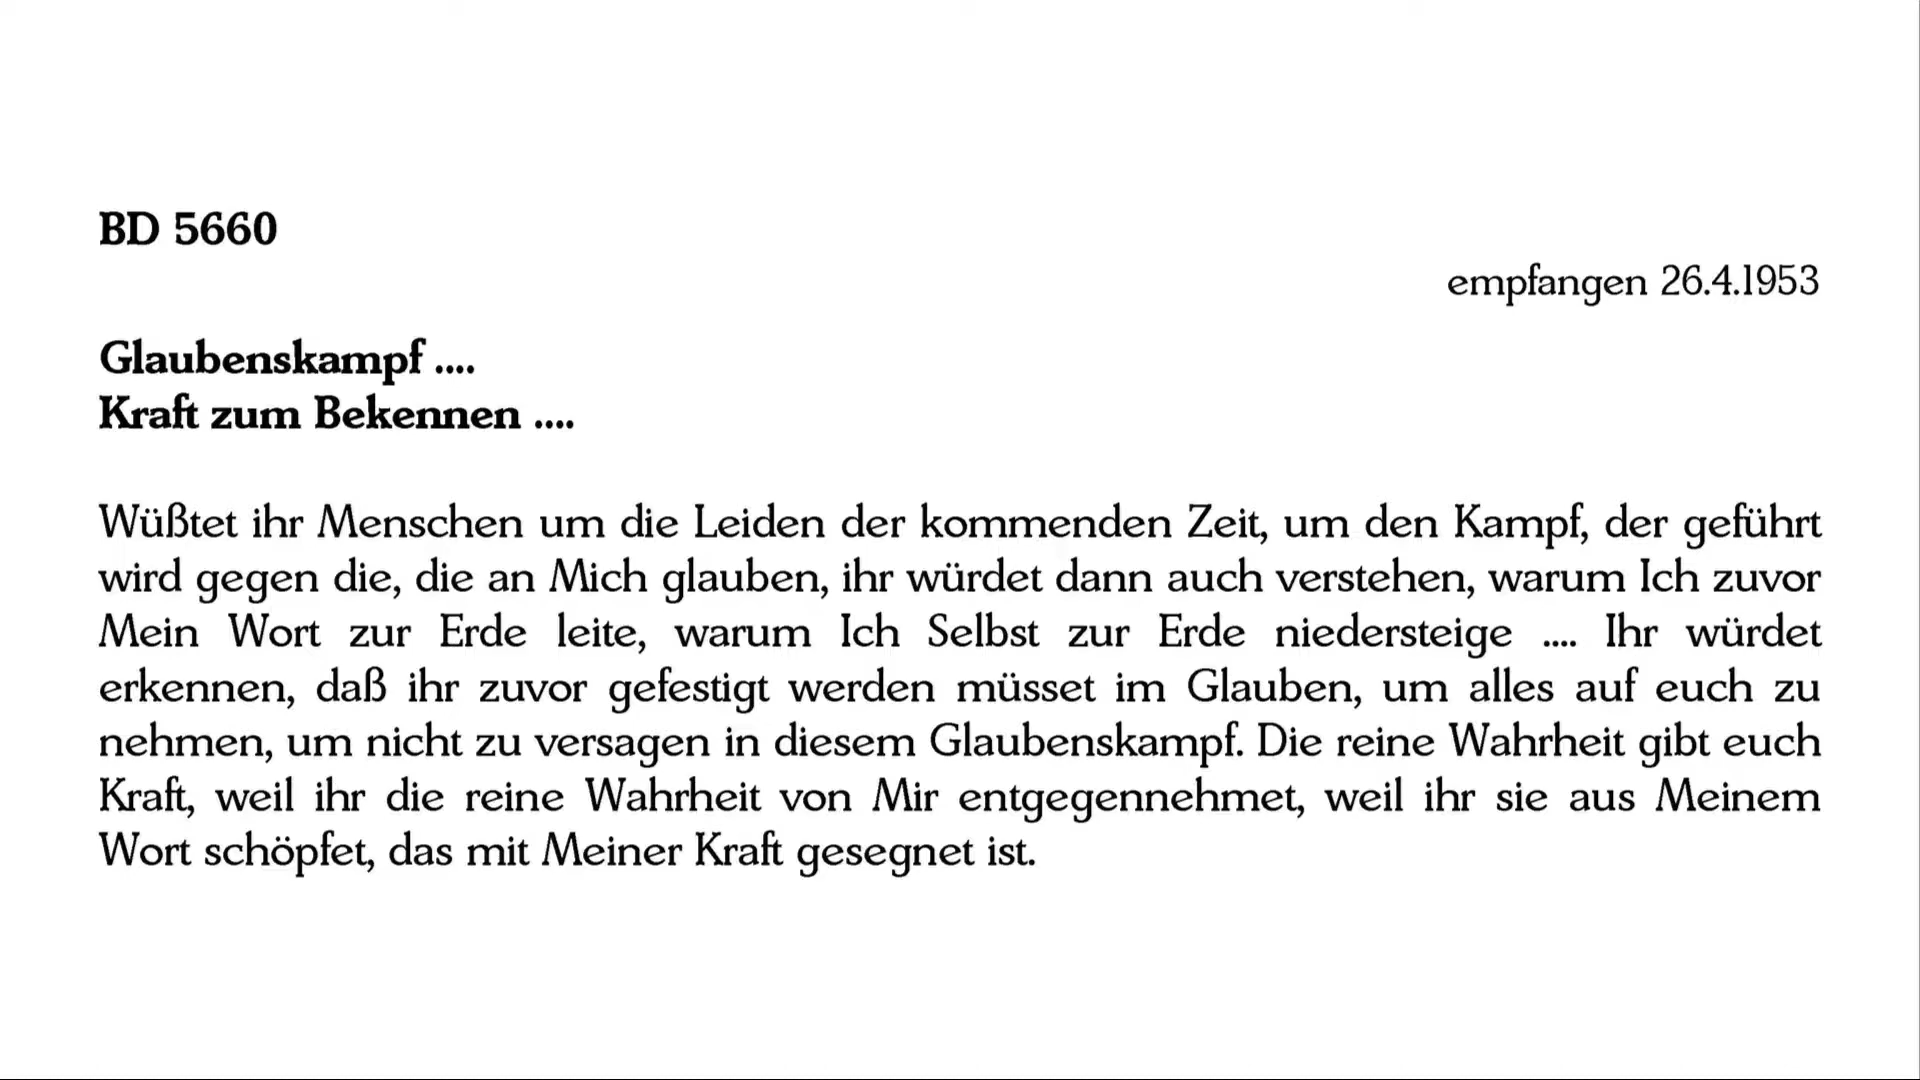 BD 5660
empfangen 26.4.1953
Glaubenskampf ....
Kraft zum Bekennen ....
Wüßtet ihr Menschen um die Leiden der kommenden Zeit, um den Kampf, der geführt
wird gegen die, die an Mich glauben, ihr würdet dann auch verstehen, warum Ich zuvor
Mein Wort zur Erde leite, warum Ich Selbst zur Erde niedersteige .... Ihr würdet
erkennen, daß ihr zuvor gefestigt werden müsset im Glauben, um alles auf euch zu
nehmen, um nicht zu versagen in diesem Glaubenskampf. Die reine Wahrheit gibt euch
Kraft, weil ihr die reine Wahrheit von Mir entgegennehmet, weil ihr sie aus Meinem
Wort schöpfet, das mit Meiner Kraft gesegnet ist.